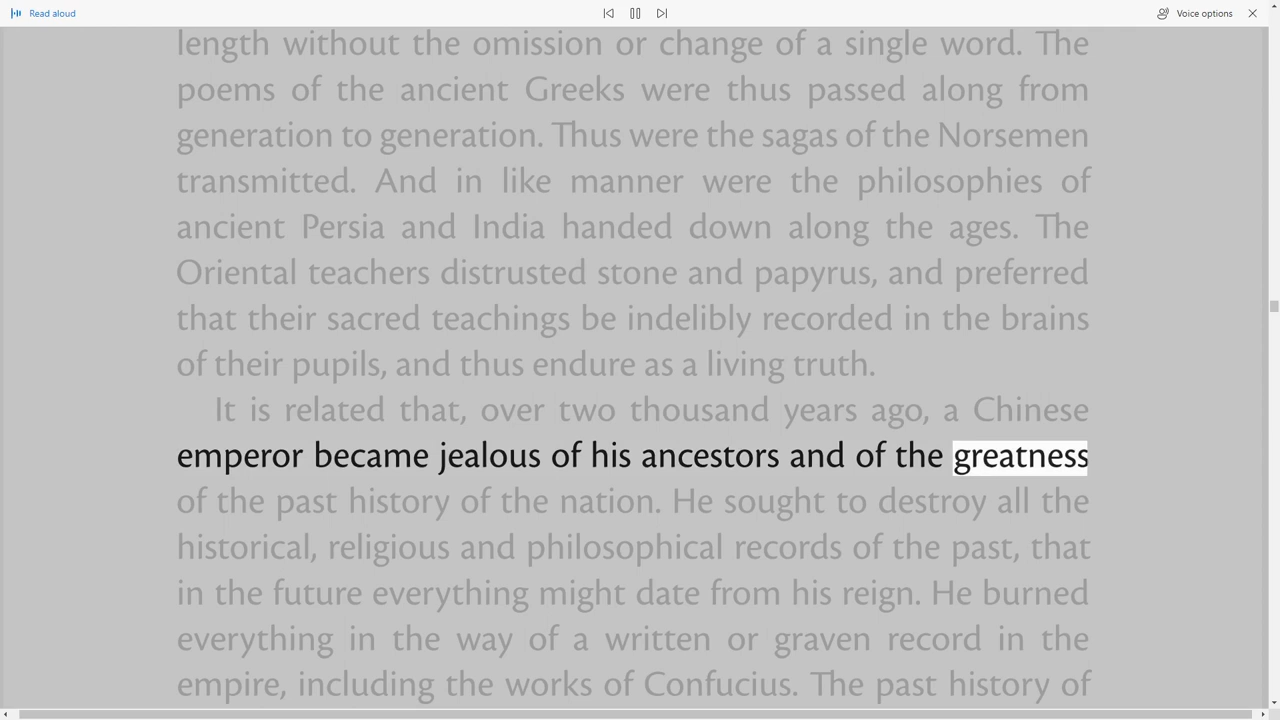 Read aloud
Voice options
length without the omission or change of a single word. The
poems of the ancient Greeks were thus passed along from
generation to generation. Thus were the sagas of the Norsemen
transmitted. And in like manner were the philosophies of
ancient Persia and India handed down along the ages. The
Oriental teachers distrusted stone and papyrus, and preferred
that their sacred teachings be indelibly recorded in the brains
of their pupils, and thus endure as a living truth.
It is related that, over two thousand years ago, a Chinese
emperor became jealous of his ancestors and of the greatness
of the past history of the nation. He sought to destroy all the
historical, religious and philosophical records of the past, that
in the future everything might date from his reign. He burned
everything in the way of a written or graven record in the
empire, including the works of Confucius. The past history of